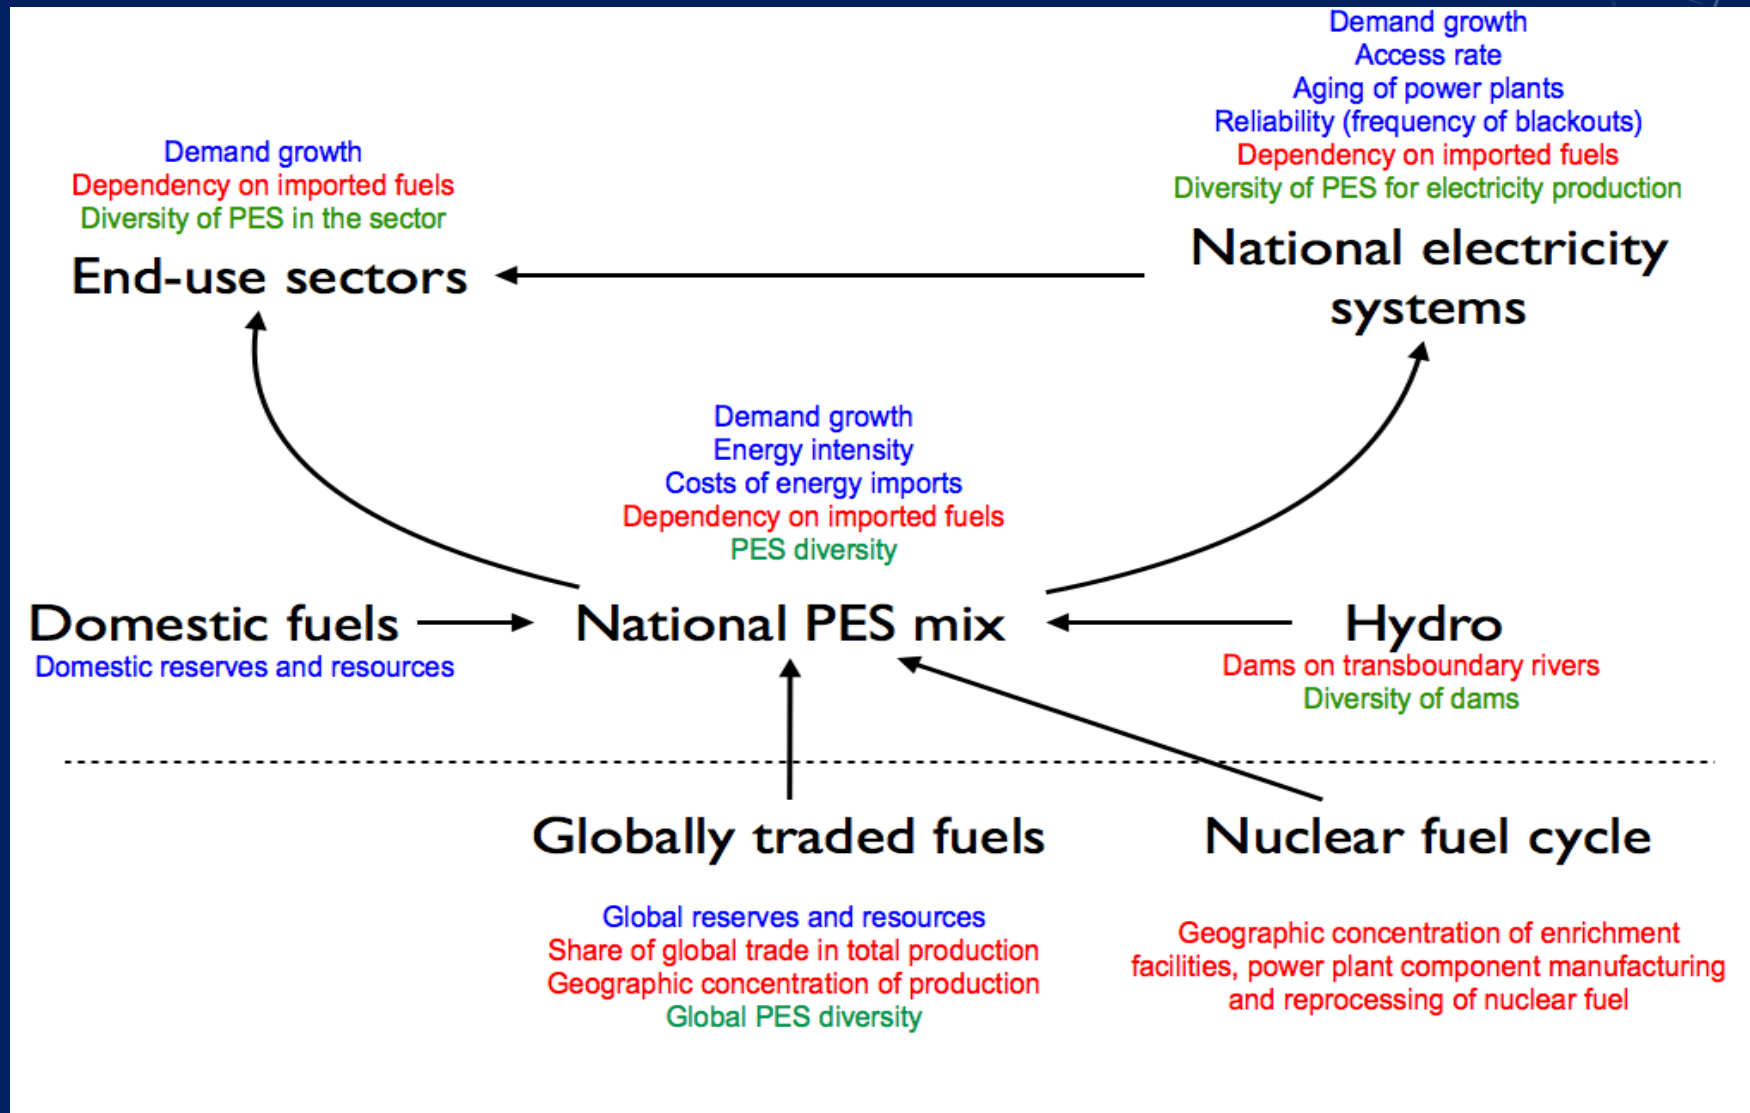 Demand growth
Access rate
Aging of power plants
Reliability (frequency of blackouts)
Dependency on imported fuels
Diversity of PES for electricity production
National electricity
systems
Demand growth
Dependency on imported fuels
Diversity of PES in the sector
End-use sectors
Demand growth
Energy intensity
Costs of energy imports
Dependency on imported fuels
PES diversity
National PES mix
Domestic fuels
Domestic reserves and resources
Hydro
Dams on transboundary rivers
Diversity of dams
Globally traded fuels
Global reserves and resources
Share of global trade in total production
Geographic concentration of production
Global PES diversity
Nuclear fuel cycle
Geographic concentration of enrichment
facilities, power plant component manufacturing
and reprocessing of nuclear fuel